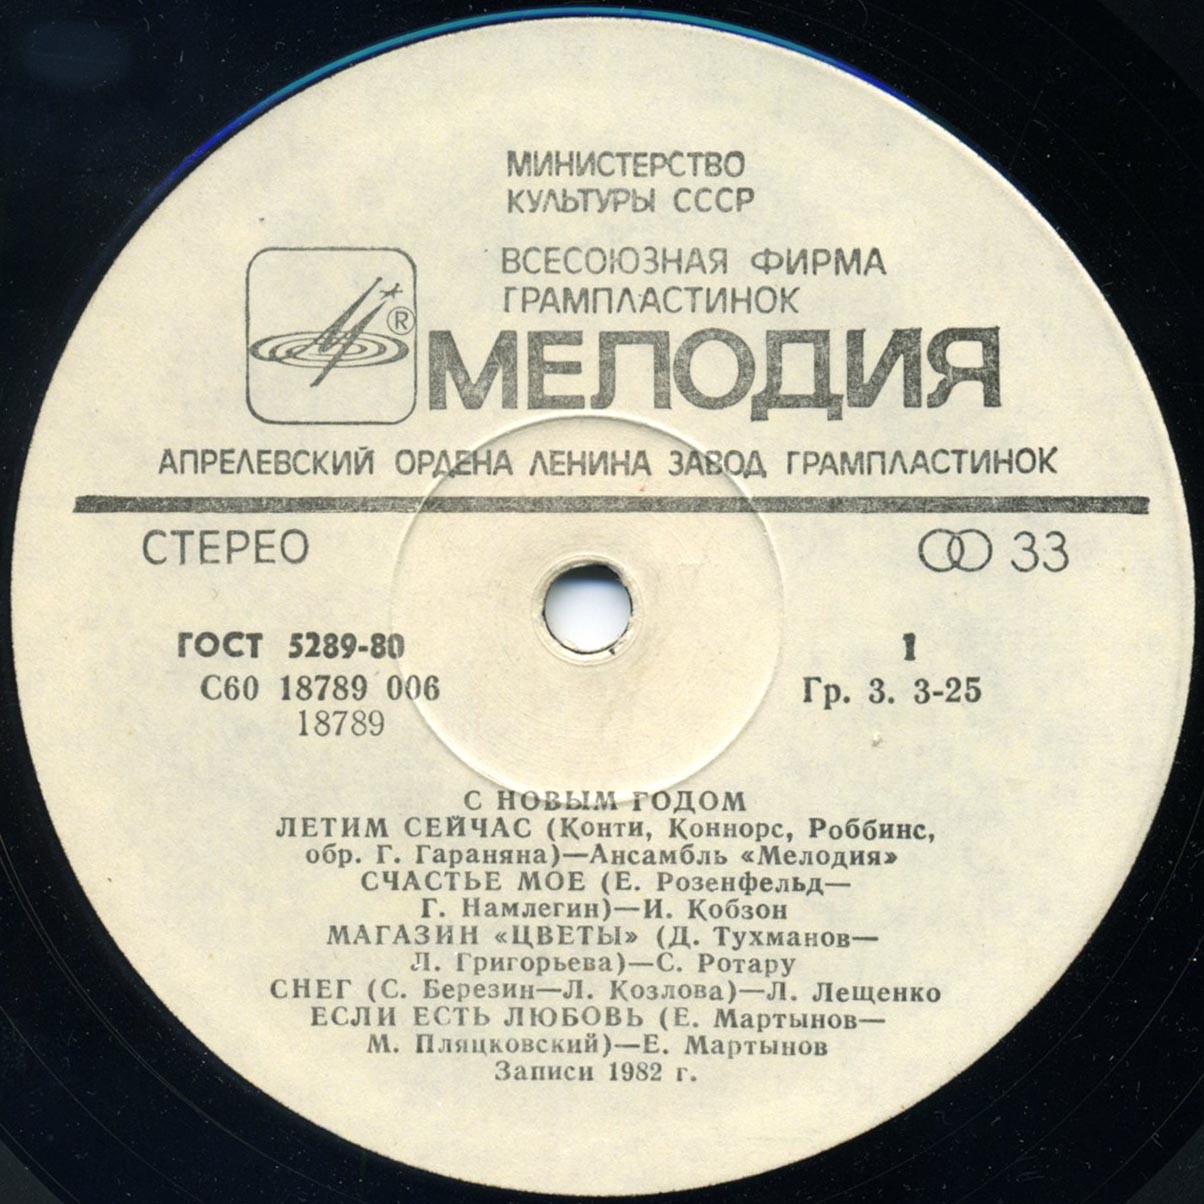 МИНИСТЕРСТВО
КУЛЬТУРЫ СССР
ВСЕСОЮЗНАЯ ФИРМА
ГРАМПЛАСТИНОК
®
МЕЛОДИЯ
АПРЕЛЕВСКИЙ ОРДЕНА ЛЕНИНА ЗАВОД ГРАМПЛАСТИНОК
СТЕРЕО
33
ГОСТ 5289-80
1
С60 18789 006
Гр. 3. 3-25
18789
С НОВЫМ ГОДОМ
ЛЕТИМ СЕЙЧАС (Конти, Коннорс, Роббинс,
обр. Г. Гараняна)—Ансамбль «Мелодия»
СЧАСТЬЕ МОЕ (Е. Розенфельд—
Г. Намлегин)—И. Кобзон
МАГАЗИН «ЦВЕТЫ» (Д. Тухманов—
Л. Григорьева)—С. Ротару
СНЕГ (С. Березин—Л. Козлова)—Л. Лещенко
ЕСЛИ ЕСТЬ ЛЮБОВЬ (Е. Мартынов—
М. Пляцковский)—Е. Мартынов
Записи 1982 г.